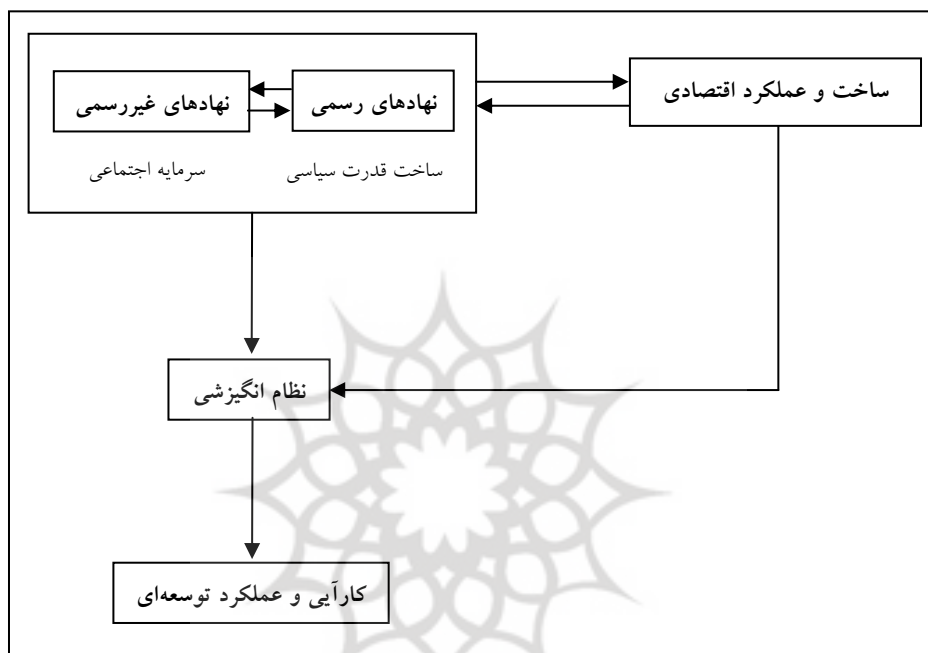 ساخت و عملکرد اقتصادی
نهادهای رسمی
نهادهای غیررسمی
ساخت قدرت سیاسی
سرمایه اجتماعی
نظام انگیزشی
کارآیی و عملکرد توسعه‌ای